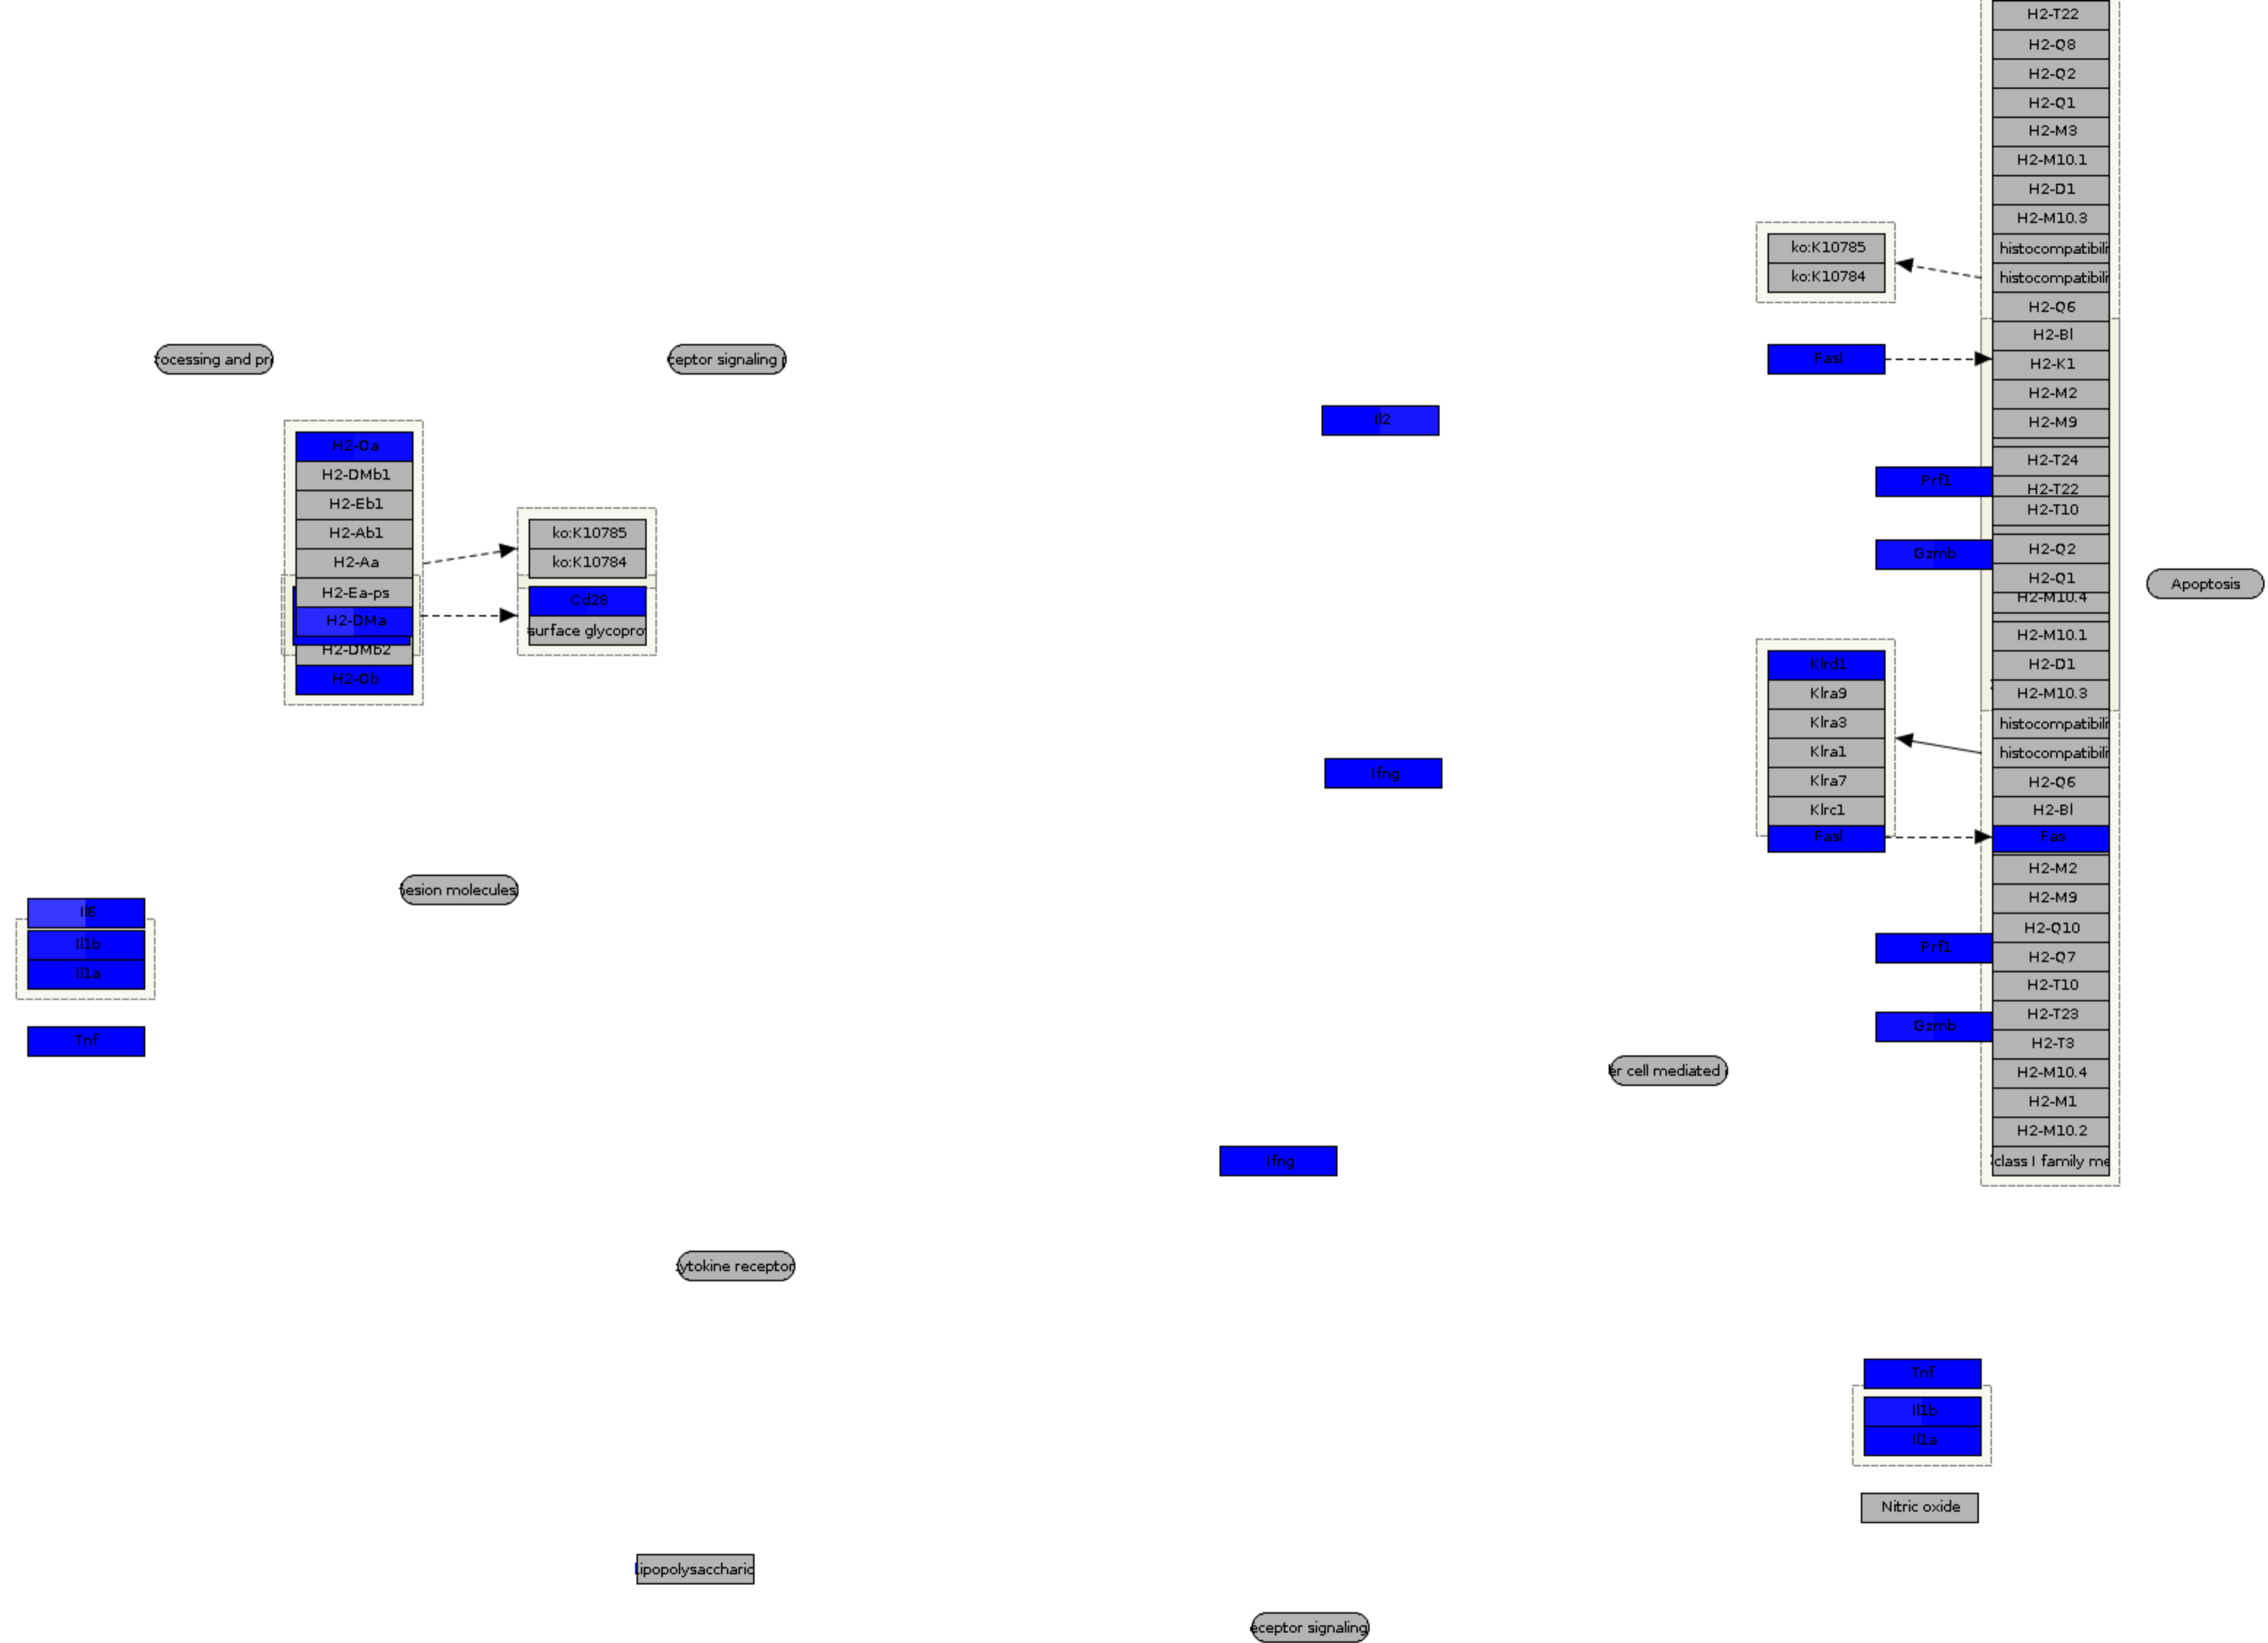 H2-T22
H2-Q8
H2-Q2
H2-Q1
H2-M3
H2-M10.1
H2-D1
H2-M10.3
histocompatibili
histocompatibili
H2-Q6
H2-Bl
H2-K1
H2-M2
H2-M9
H2-T24
H2-T22
H2-T10
H2-Q2
H2-Q1
H2-M10.4
H2-M10.1
H2-D1
H2-M10.3
histocompatibili
histocompatibili
H2-Q6
H2-Bl
Fas
H2-M2
H2-M9
H2-Q10
H2-Q7
H2-T10
H2-T23
H2-T3
H2-M10.4
H2-M1
H2-M10.2
class I family me
ko:K10785
ko:K10784
Fasl
Prf1
Gzmb
Apoptosis
Klrd1
Klra9
Klra3
Klra1
Klra7
Klrc1
Fasl
Prf1
Gzmb
ocessing and pr
ceptor signaling p
Il2
H2-Oa
H2-DMb1
H2-Eb1
H2-Ab1
H2-Aa
H2-Ea-ps
H2-DMa
H2-DMb2
H2-Ob
ko:K10785
ko:K10784
Cd28
surface glycopro
Ifng
esion molecules
Il6
Il1b
Il1a
Tnf
er cell mediated
Ifng
ytokine receptor
Tnf
Il1b
Il1a
Nitric oxide
ipopolysaccharid
eceptor signaling